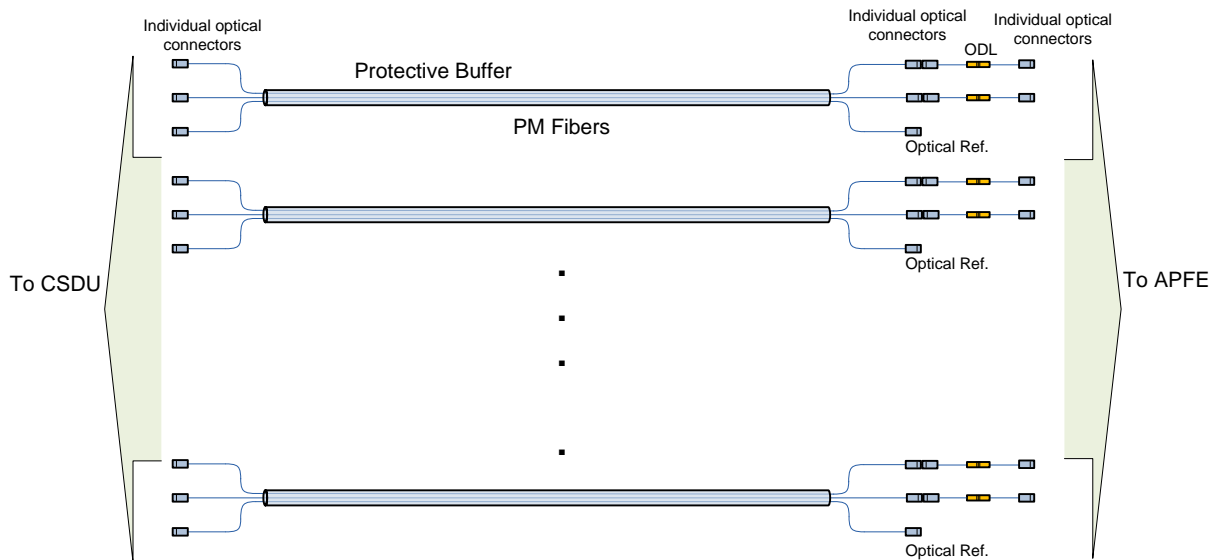 Individual optical
connectors
Individual optical
connectors
ODL
Individual optical
connectors
Protective Buffer
PM Fibers
Optical Ref.
Optical Ref.
To CSDU
To APFE
Optical Ref.